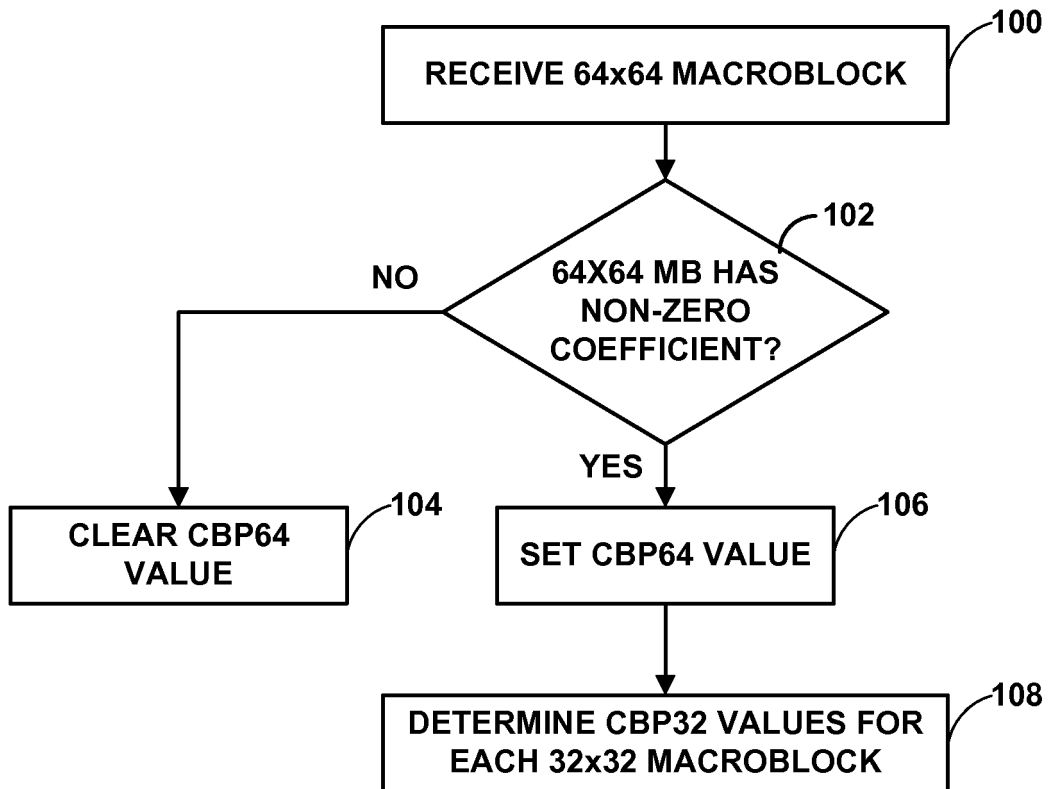 100
RECEIVE 64x64 MACROBLOCK
102
64X64 MB HAS
NON-ZERO
COEFFICIENT?
NO
YES
104
CLEAR CBP64
VALUE
106
SET CBP64 VALUE
108
DETERMINE CBP32 VALUES FOR
EACH 32x32 MACROBLOCK